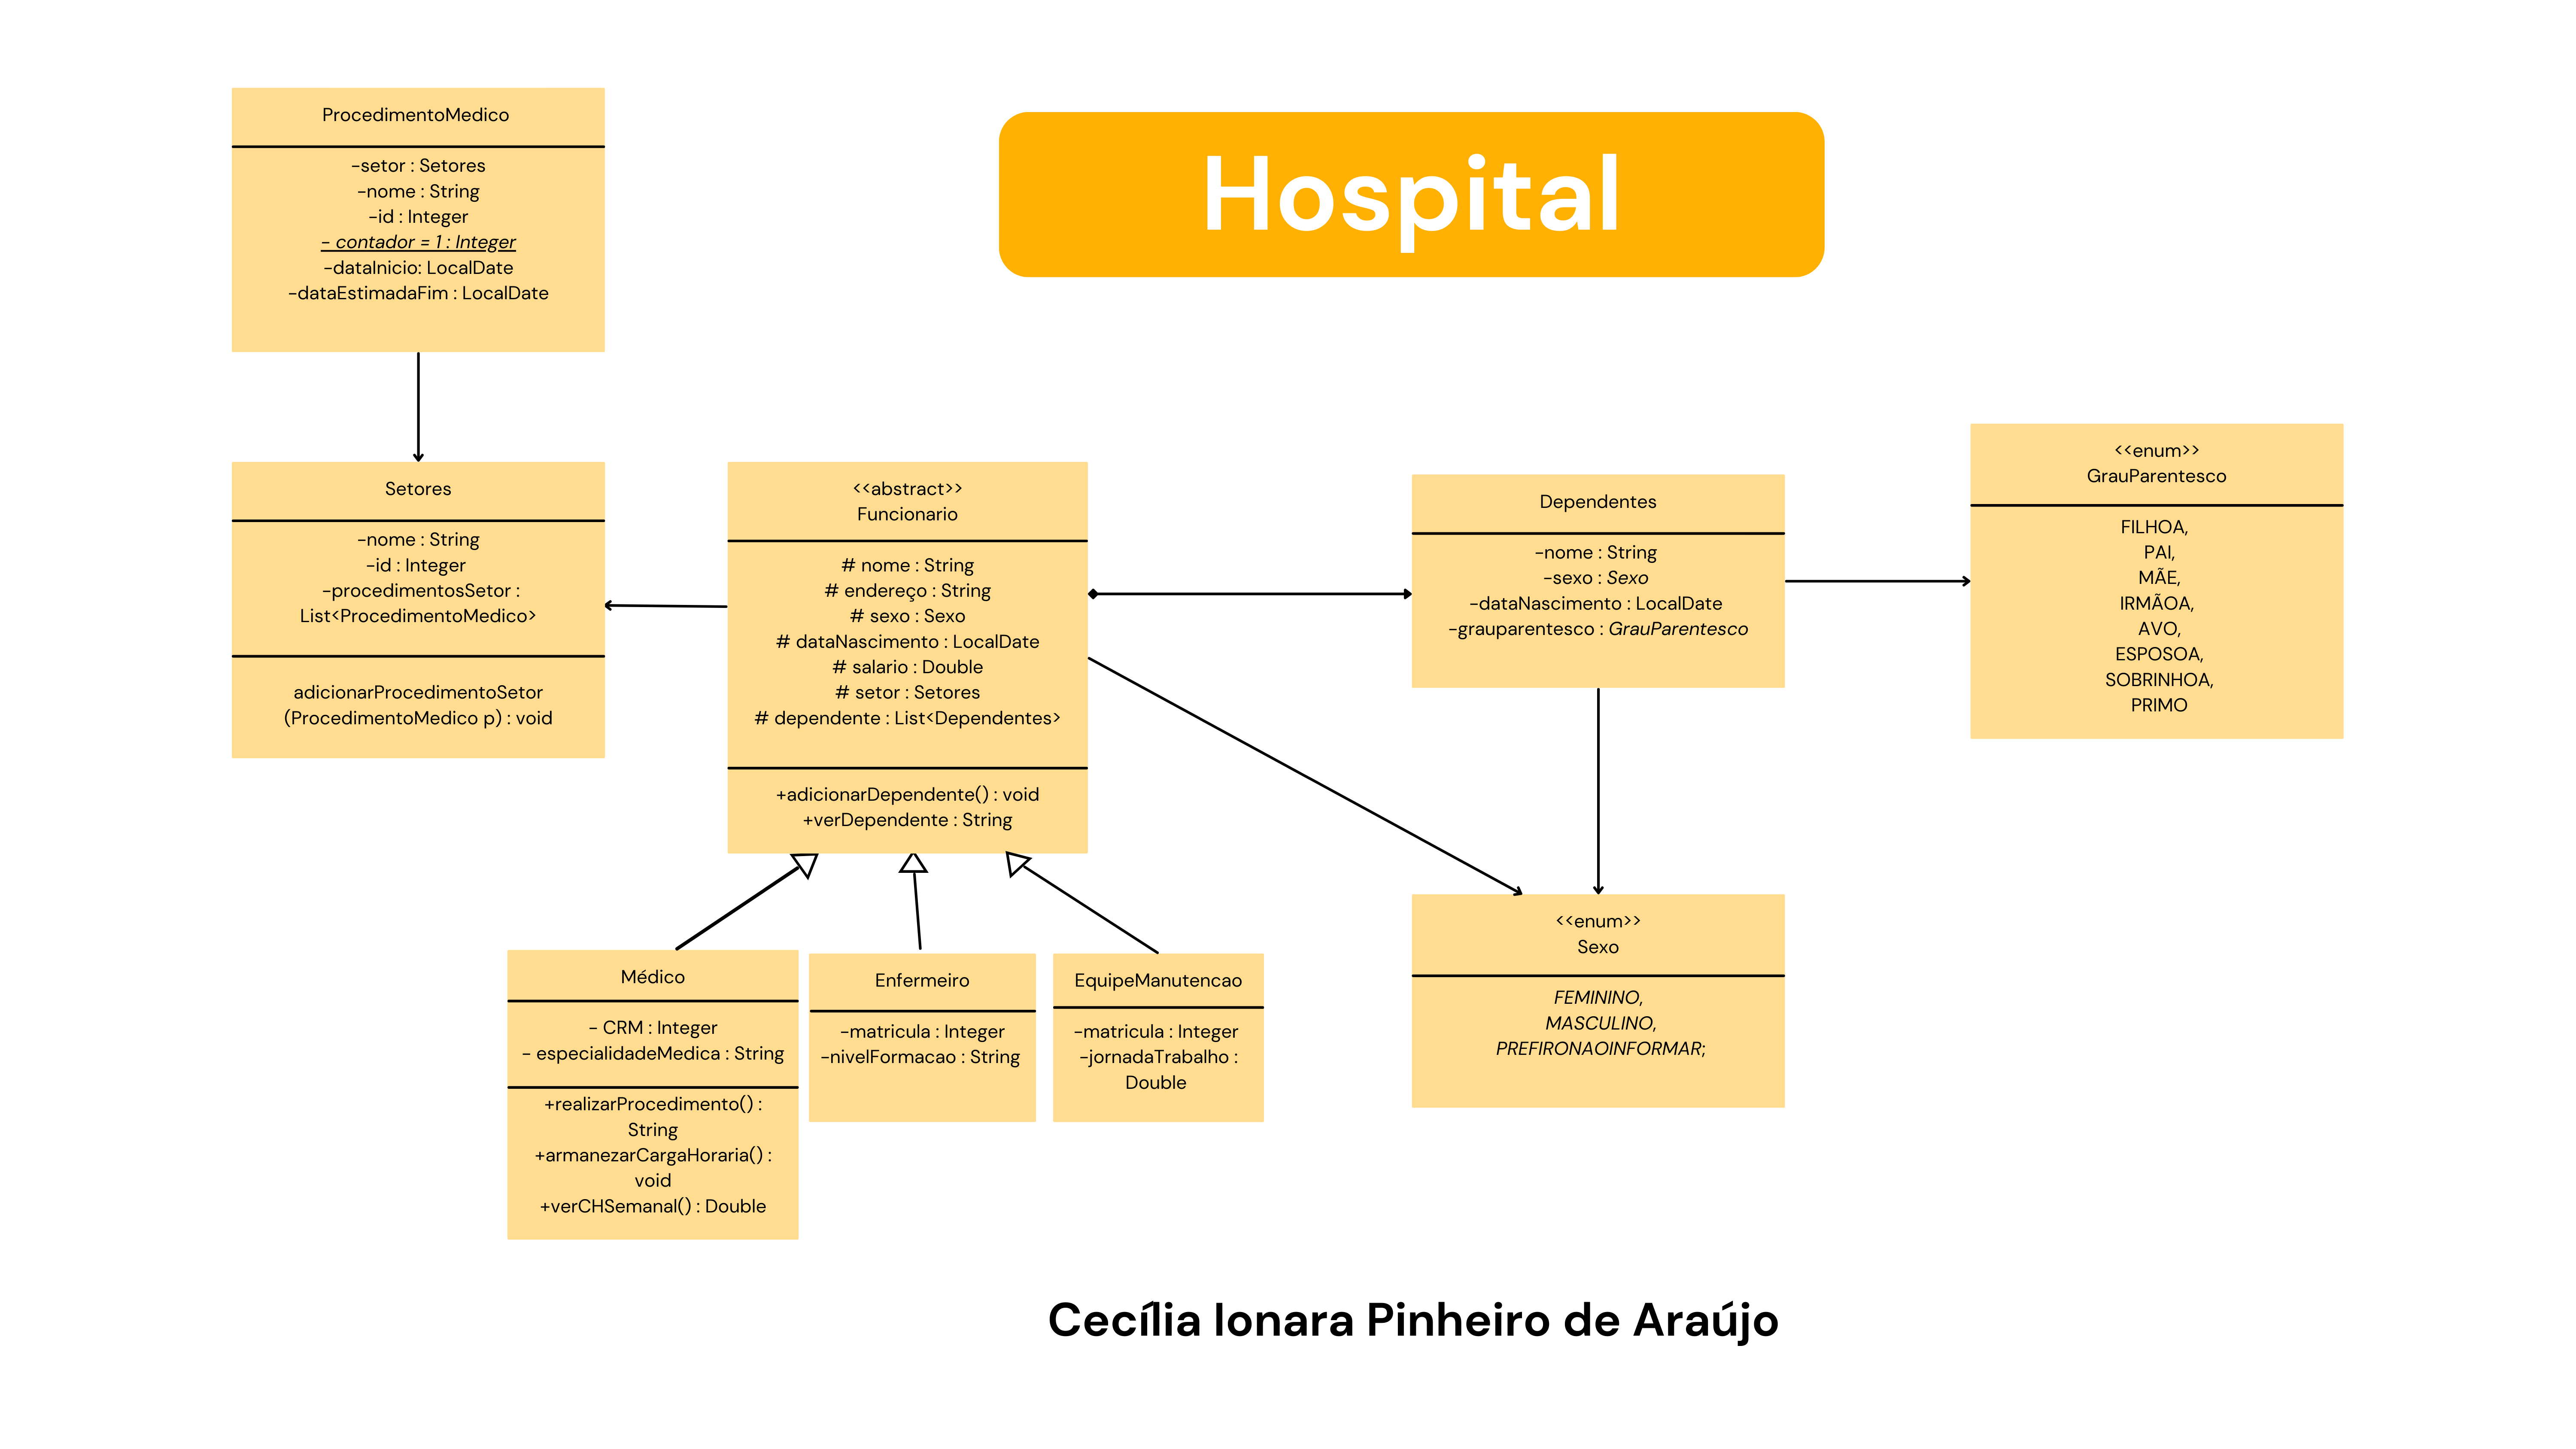 Hospital
ProcedimentoMedico
-setor : Setores
-nome : String
-id : Integer
- contador = 1 : Integer
-dataInicio: LocalDate
-dataEstimadaFim : LocalDate
Setores
-nome : String
-id : Integer
-procedimentosSetor :
List<ProcedimentoMedico>
adicionarProcedimentoSetor
(ProcedimentoMedico p) : void
<<abstract>>
Funcionario
# nome : String
# endereço : String
# sexo : Sexo
# dataNascimento : LocalDate
# salario : Double
# setor : Setores
# dependente : List<Dependentes>
+adicionarDependente() : void
+verDependente : String
Dependentes
-nome : String
-sexo : Sexo
-dataNascimento : LocalDate
-grauparentesco : GrauParentesco
<<enum>>
GrauParentesco
FILHOA,
PAI,
MÃE,
IRMÃOA,
AVO,
ESPOSOA,
SOBRINHOA,
PRIMO
Médico
- CRM : Integer
- especialidadeMedica : String
+realizarProcedimento() :
String
+armanezarCargaHoraria() :
void
+verCHSemanal() : Double
Enfermeiro
-matricula : Integer
-nivelFormacao : String
EquipeManutencao
-matricula : Integer
-jornadaTrabalho :
Double
<<enum>>
Sexo
FEMININO,
MASCULINO,
PREFIRONAOINFORMAR;
Cecília Ionara Pinheiro de Araújo